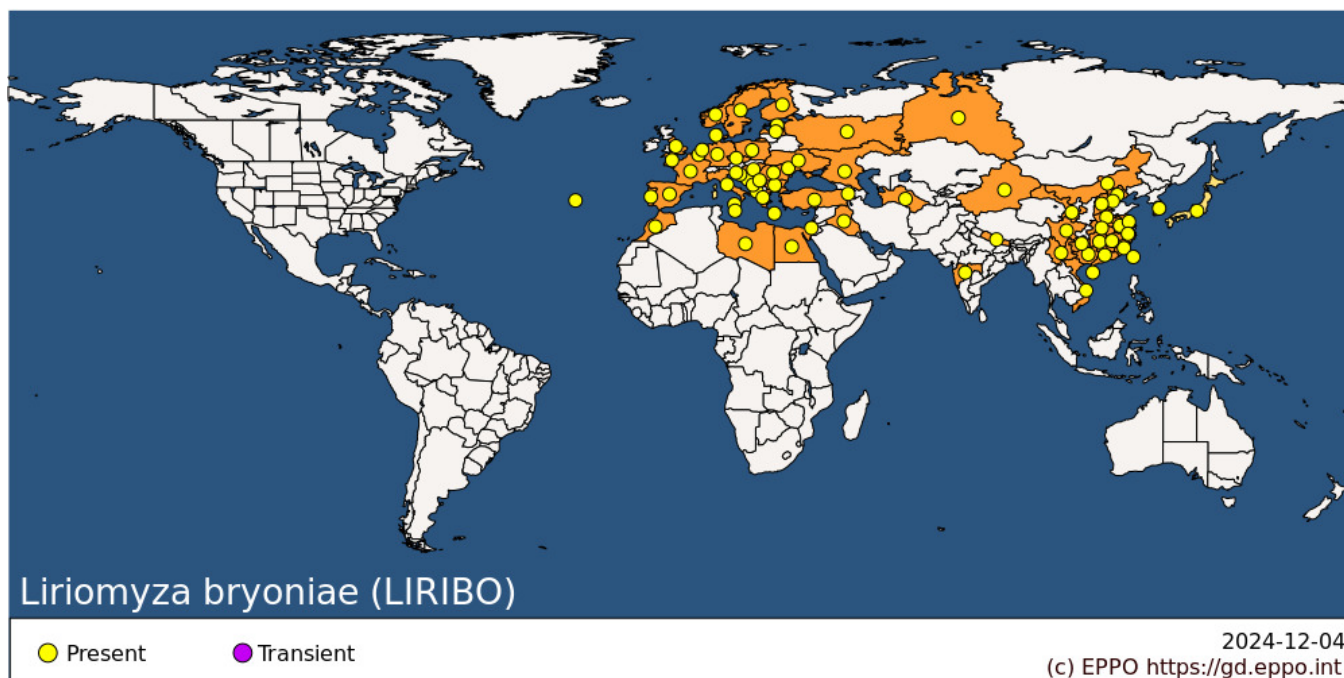 Liriomyza bryoniae (LIRIBO)
Present
Transient
2024-12-04
(c) EPPO https://gd.eppo.int